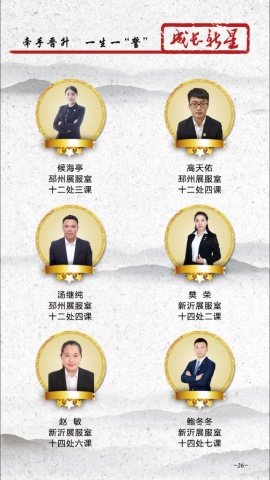 牵手晋升 一生一“誓”
成长新星
候海亭
邳州展服室
十二处三课
高天佑
邳州展服室
十二处四课
汤继纯
邳州展服室
十二处四课
樊 荣
新沂展服室
十四处二课
赵 敏
新沂展服室
十四处六课
鲍冬冬
新沂展服室
十四处七课
-26-